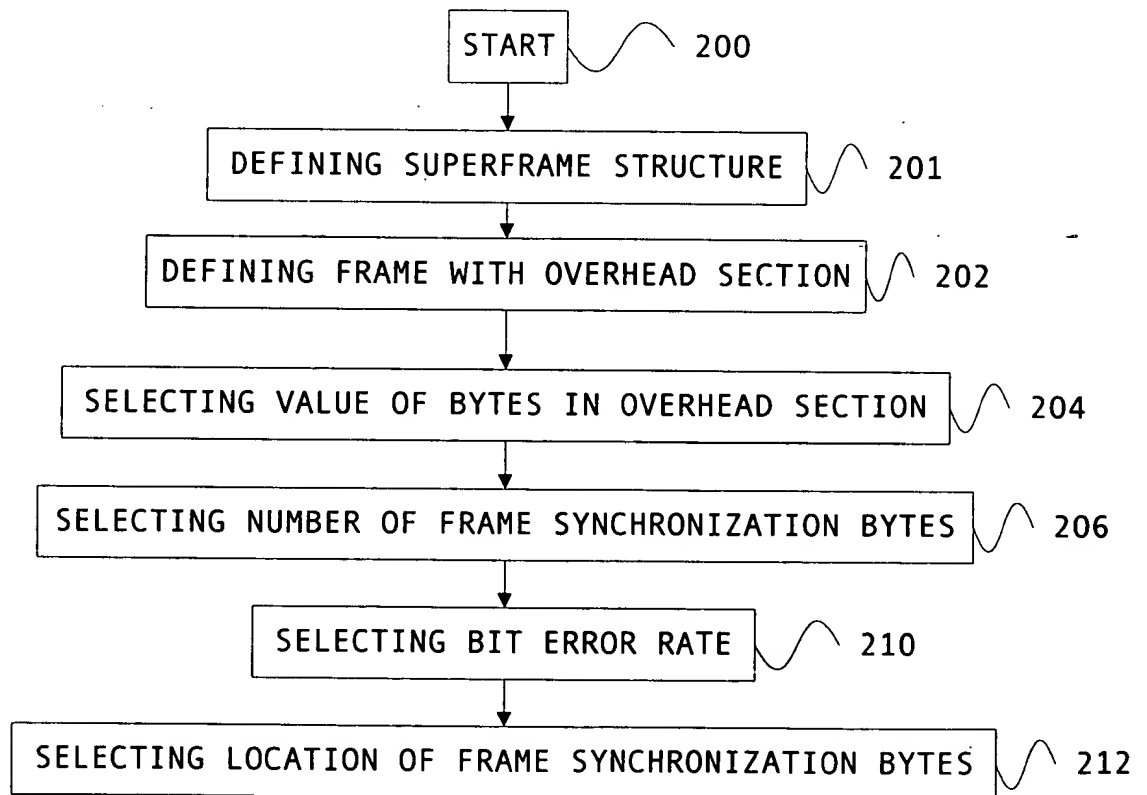 START 200
DEFINING SUPERFRAME STRUCTURE 201
DEFINING FRAME WITH OVERHEAD SECTION 202
SELECTING VALUE OF BYTES IN OVERHEAD SECTION 204
SELECTING NUMBER OF FRAME SYNCHRONIZATION BYTES 206
SELECTING BIT ERROR RATE 210
SELECTING LOCATION OF FRAME SYNCHRONIZATION BYTES 212